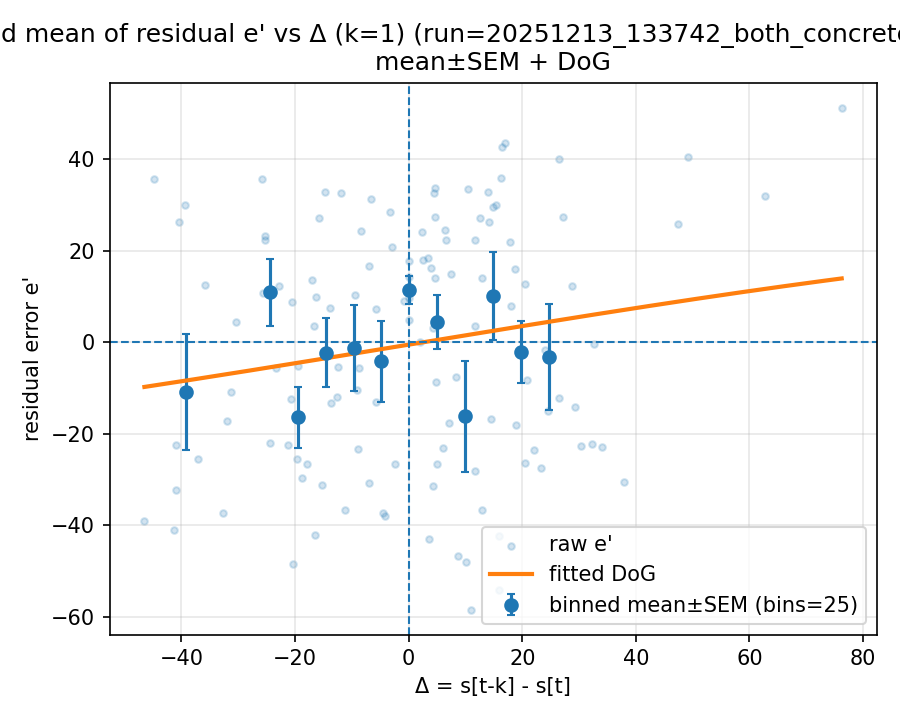 d mean of residual e' vs Δ (k=1) (run=20251213_133742_both_concrete
mean±SEM + DoG
residual error e'
40
20
0
−20
−40
−60
raw e'
fitted DoG
binned mean±SEM (bins=25)
−40
−20
0
20
40
60
80
Δ = s[t-k] - s[t]